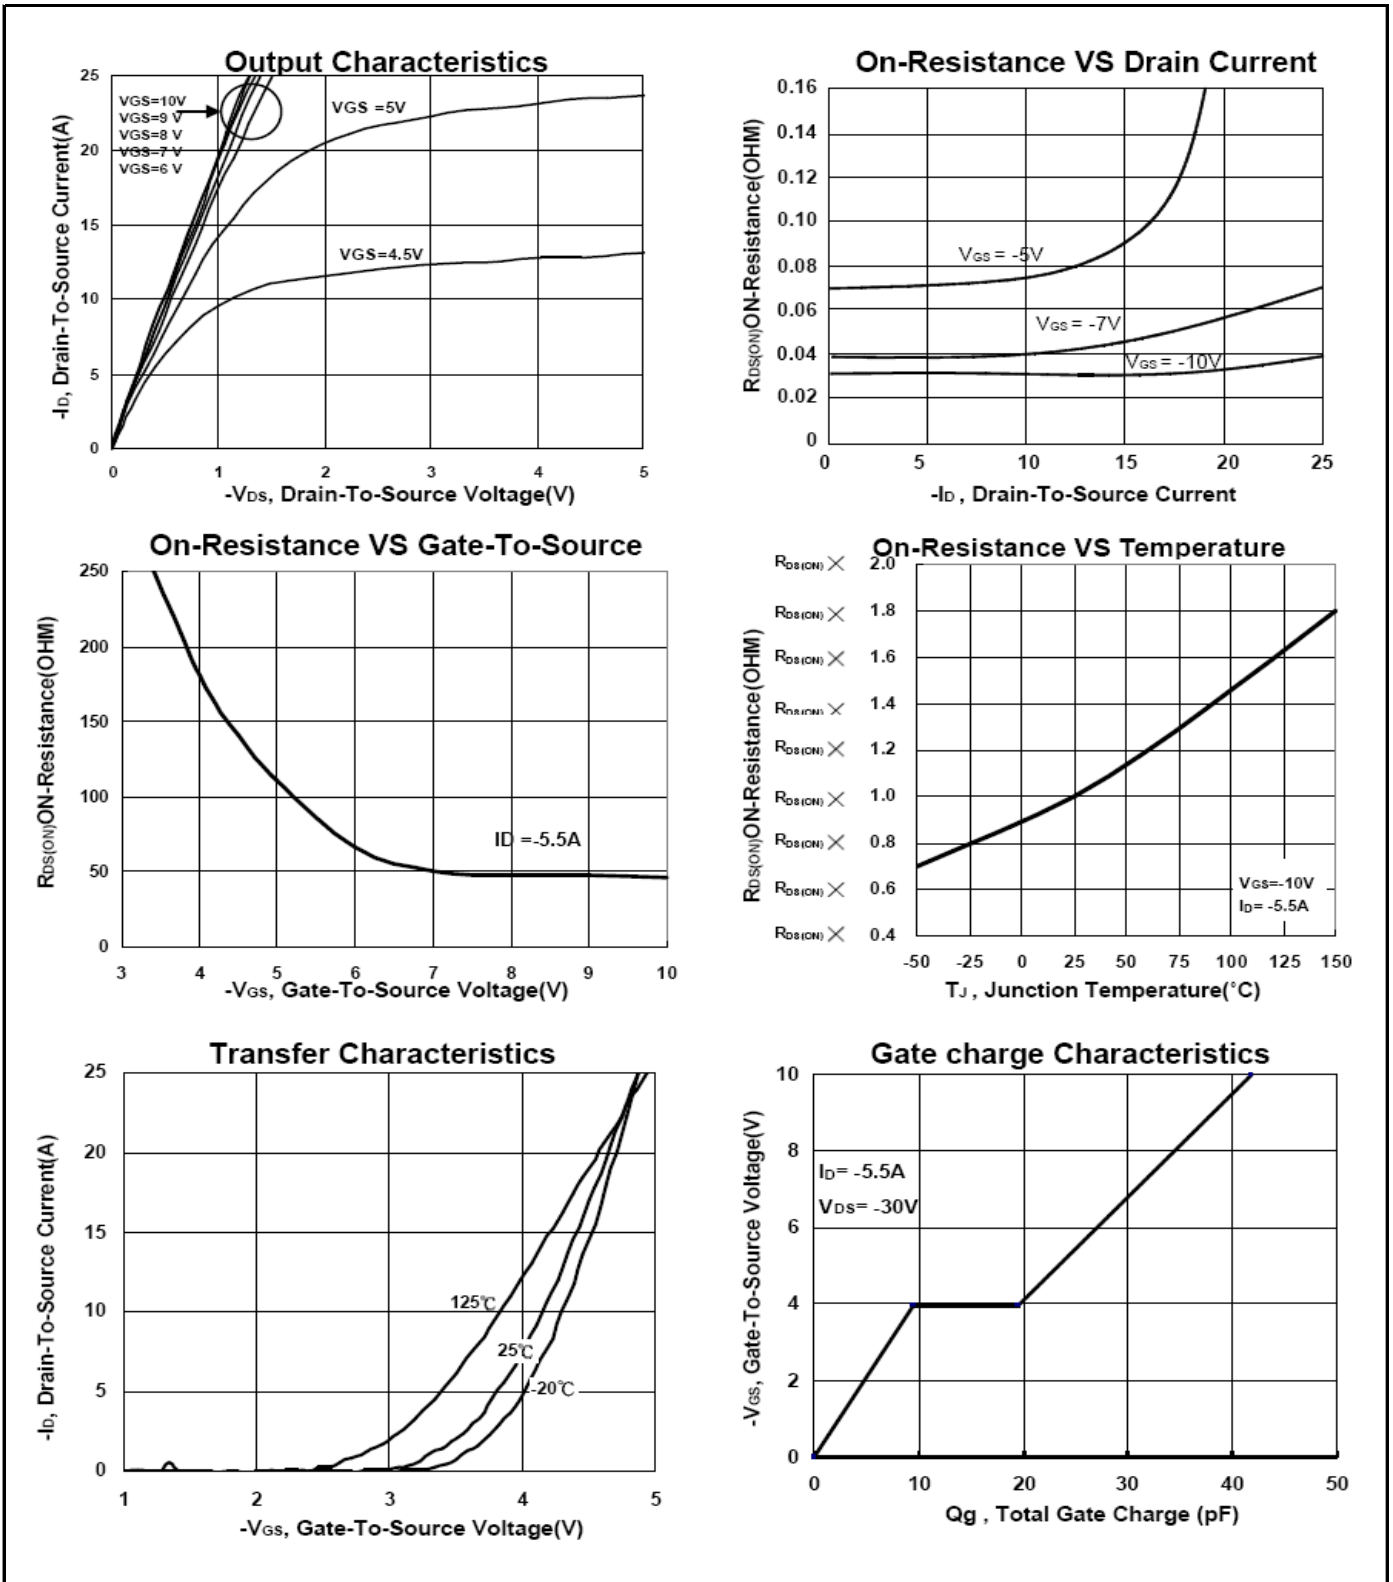 Output Characteristics
-ID, Drain-To-Source Current(A)
25
20
15
10
5
0
VGS=10V
VGS=9 V
VGS=8 V
VGS=7 V
VGS=6 V
VGS =5V
VGS=4.5V
0 1 2 3 4 5
-VDS, Drain-To-Source Voltage(V)
On-Resistance VS Drain Current
RDS(ON)ON-Resistance(OHM)
0.16
0.14
0.12
0.10
0.08
0.06
0.04
0.02
0
VGS = -5V
VGS = -7V
VGS = -10V
0 5 10 15 20 25
-ID , Drain-To-Source Current
On-Resistance VS Gate-To-Source
RDS(ON)ON-Resistance(OHM)
250
200
150
100
50
0
ID =-5.5A
3 4 5 6 7 8 9 10
-VGS, Gate-To-Source Voltage(V)
On-Resistance VS Temperature
RDS(ON)ON-Resistance(OHM)
RDS(ON) × 2.0
RDS(ON) × 1.8
RDS(ON) × 1.6
RDS(ON) × 1.4
RDS(ON) × 1.2
RDS(ON) × 1.0
RDS(ON) × 0.8
RDS(ON) × 0.6
RDS(ON) × 0.4
VGS=-10V
ID= -5.5A
-50 -25 0 25 50 75 100 125 150
TJ , Junction Temperature(˚C)
Transfer Characteristics
-ID, Drain-To-Source Current(A)
25
20
15
10
5
0
125℃
25℃
-20℃
1 2 3 4 5
-VGS, Gate-To-Source Voltage(V)
Gate charge Characteristics
-VGS, Gate-To-Source Voltage(V)
10
8
6
4
2
0
ID= -5.5A
VDS= -30V
0 10 20 30 40 50
Qg , Total Gate Charge (pF)